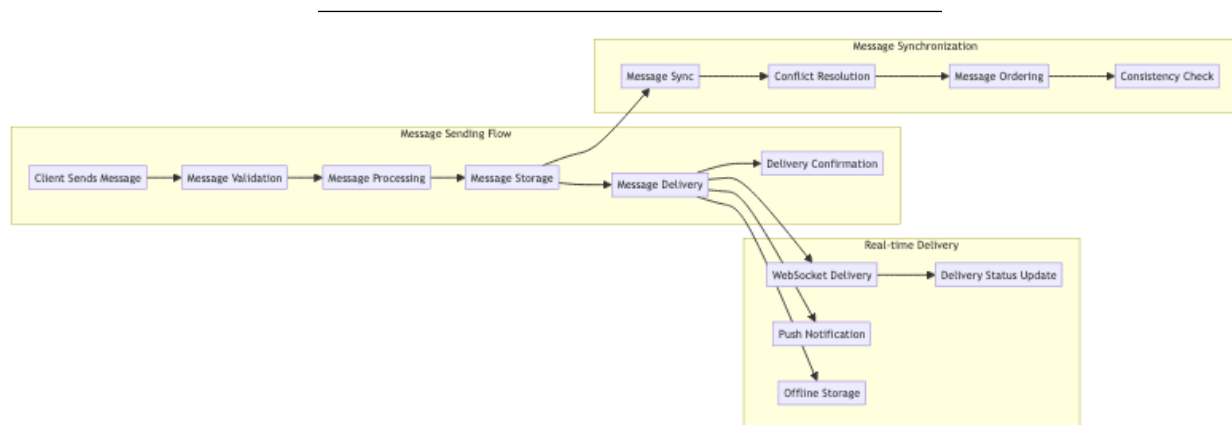 Message Synchronization
Message Sync
Conflict Resolution
Message Ordering
Consistency Check
Message Sending Flow
Client Sends Message
Message Validation
Message Processing
Message Storage
Message Delivery
Delivery Confirmation
Real-time Delivery
WebSocket Delivery
Delivery Status Update
Push Notification
Offline Storage